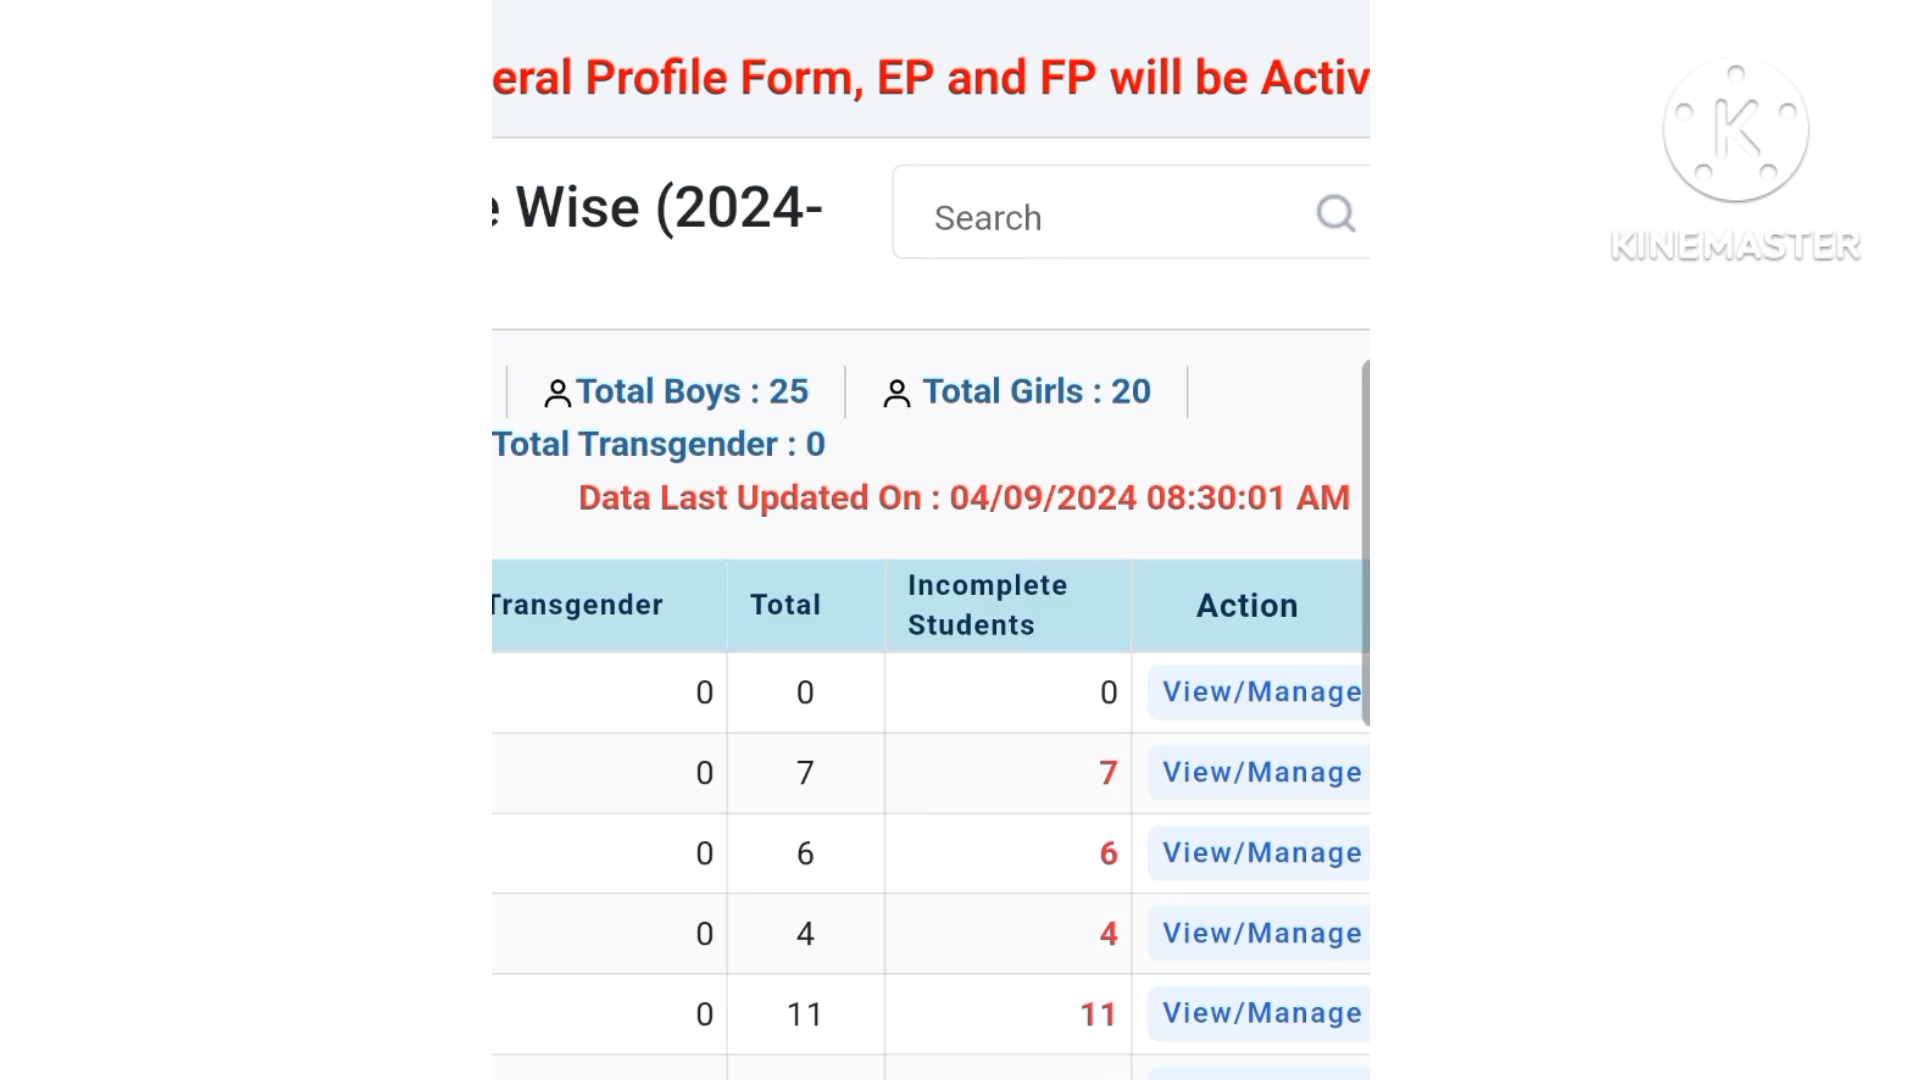 eral Profile Form, EP and FP will be Activ
e Wise (2024-
Search
Total Boys : 25
Total Girls : 20
Total Transgender : 0
Data Last Updated On : 04/09/2024 08:30:01 AM
Transgender Total Incomplete Students Action
0 0 0 View/Manage
0 7 7 View/Manage
0 6 6 View/Manage
0 4 4 View/Manage
0 11 11 View/Manage
K
KINEMASTER